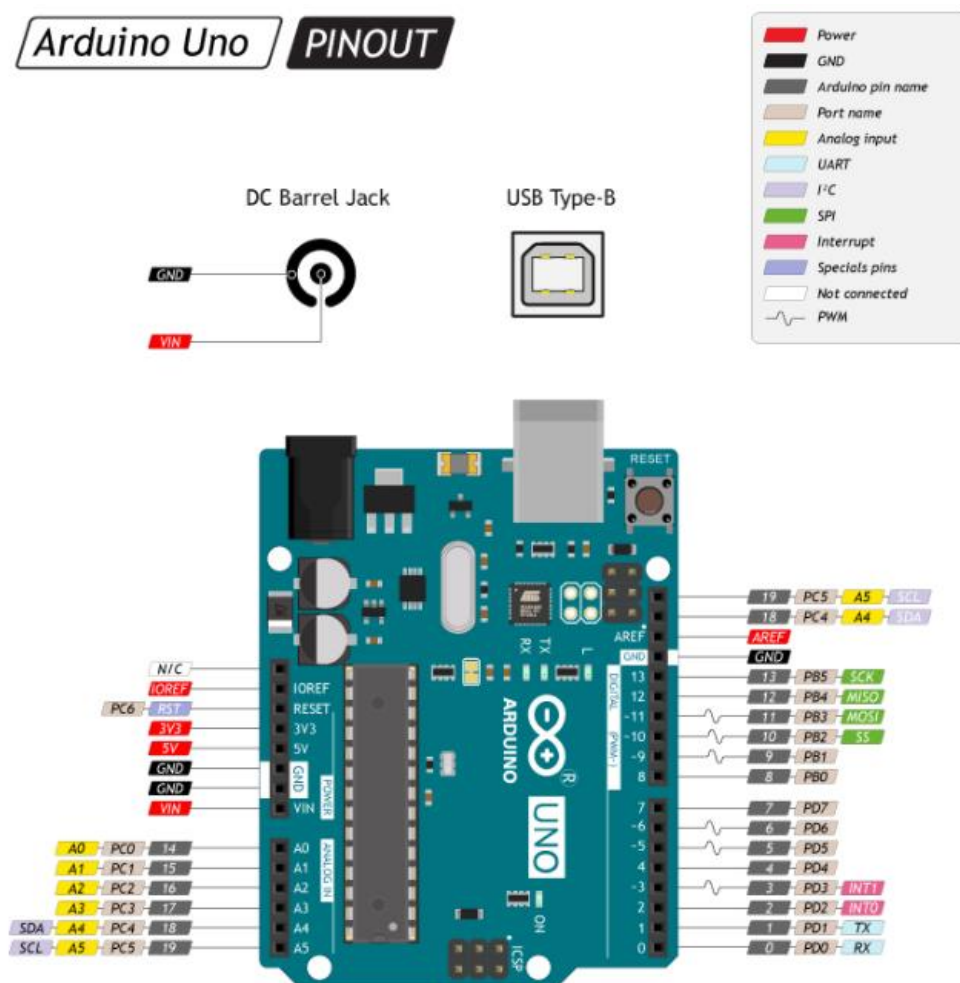 Arduino Uno PINOUT
Power
GND
Arduino pin name
Port name
Analog input
UART
I²C
SPI
Interrupt
Specials pins
Not connected
PWM
DC Barrel Jack
USB Type-B
GND
VIN
RESET
19 PC5 A5 SCL
18 PC4 A4 SDA
AREF AREF
GND GND
13 13 PB5 SCK
12 12 PB4 MISO
~11 11 PB3 MOSI
~10 10 PB2 SS
~9 9 PB1
8 8 PB0
7 7 PD7
~6 6 PD6
~5 5 PD5
4 4 PD4
~3 3 PD3 INT1
2 2 PD2 INT0
1 1 PD1 TX
0 0 PD0 RX
N/C
IOREF IOREF
PC6 RST RESET
3V3 3V3
5V 5V
GND GND
GND
VIN VIN
A0 PC0 14 A0
A1 PC1 15 A1
A2 PC2 16 A2
A3 PC3 17 A3
SDA A4 PC4 18 A4
SCL A5 PC5 19 A5
POWER
ANALOG IN
RX
TX
L
DIGITAL (PWM~)
ARDUINO
UNO
ON
ICSP